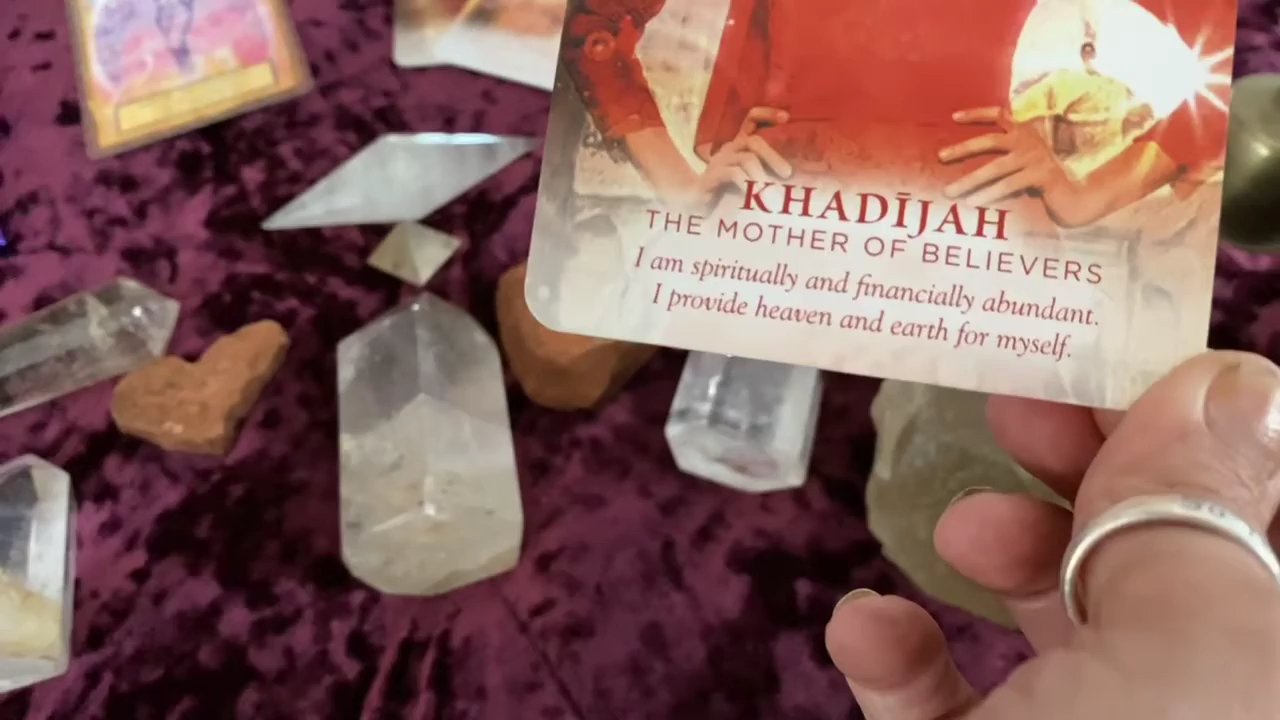 KHADĪJAH
THE MOTHER OF BELIEVERS
I am spiritually and financially abundant.
I provide heaven and earth for myself.